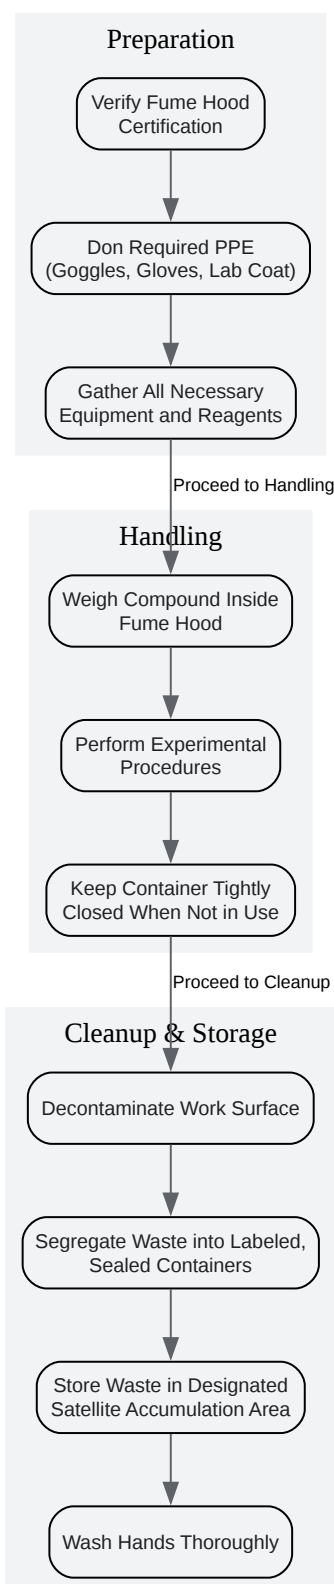 Preparation
Verify Fume Hood
Certification
Don Required PPE
(Goggles, Gloves, Lab Coat)
Gather All Necessary
Equipment and Reagents
Proceed to Handling
Handling
Weigh Compound Inside
Fume Hood
Perform Experimental
Procedures
Keep Container Tightly
Closed When Not in Use
Proceed to Cleanup
Cleanup & Storage
Decontaminate Work Surface
Segregate Waste into Labeled,
Sealed Containers
Store Waste in Designated
Satellite Accumulation Area
Wash Hands Thoroughly